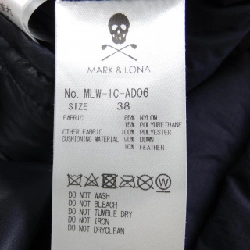 MARK & LONA
No. MLW-IC-AD06
SIZE 38
FABRIC 85% NYLON
15% POLYURETHANE
OTHER FABRIC 100% POLYESTER
CUSHIONING MATERIAL 90% DOWN
10% FEATHER
DO NOT WASH
DO NOT BLEACH
DO NOT TUMBLE DRY
DO NOT IRON
DO NOT DRYCLEAN